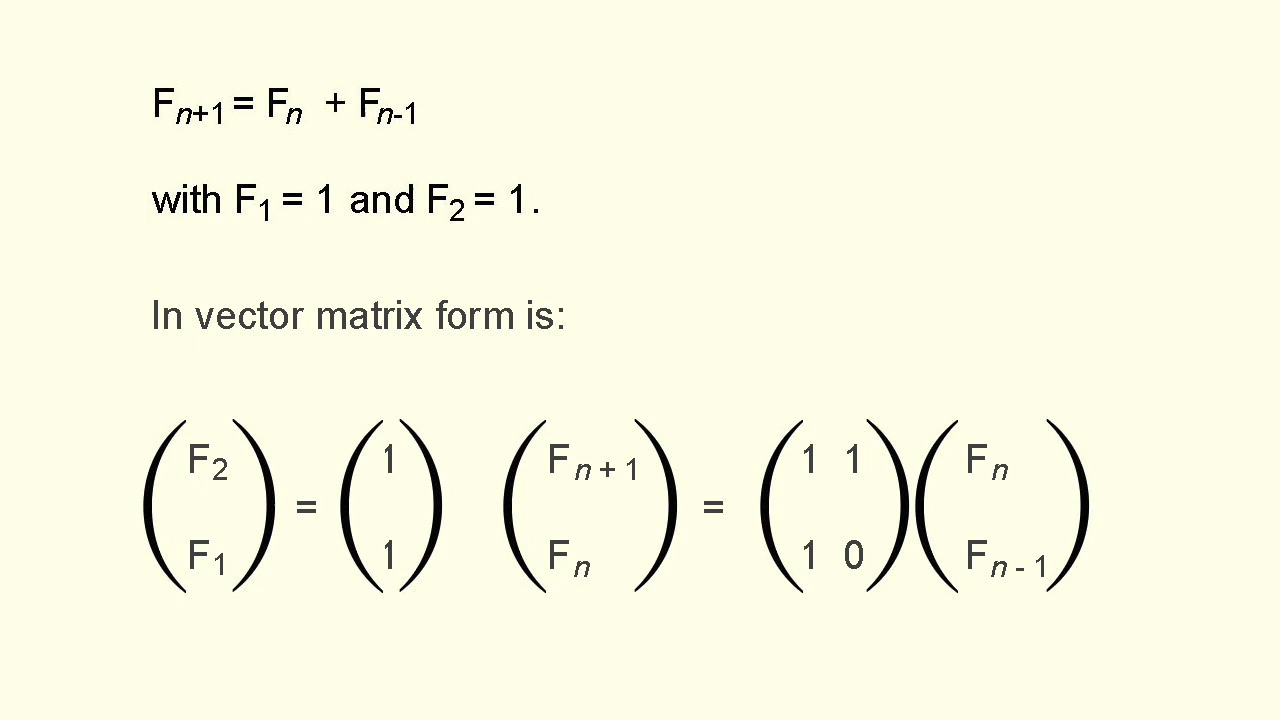 Fn+1 = Fn + Fn-1
with F1 = 1 and F2 = 1.
In vector matrix form is:
(F2) = (1) (Fn + 1) = (1 1)(Fn)
(F1) (1) (Fn) (1 0)(Fn - 1)